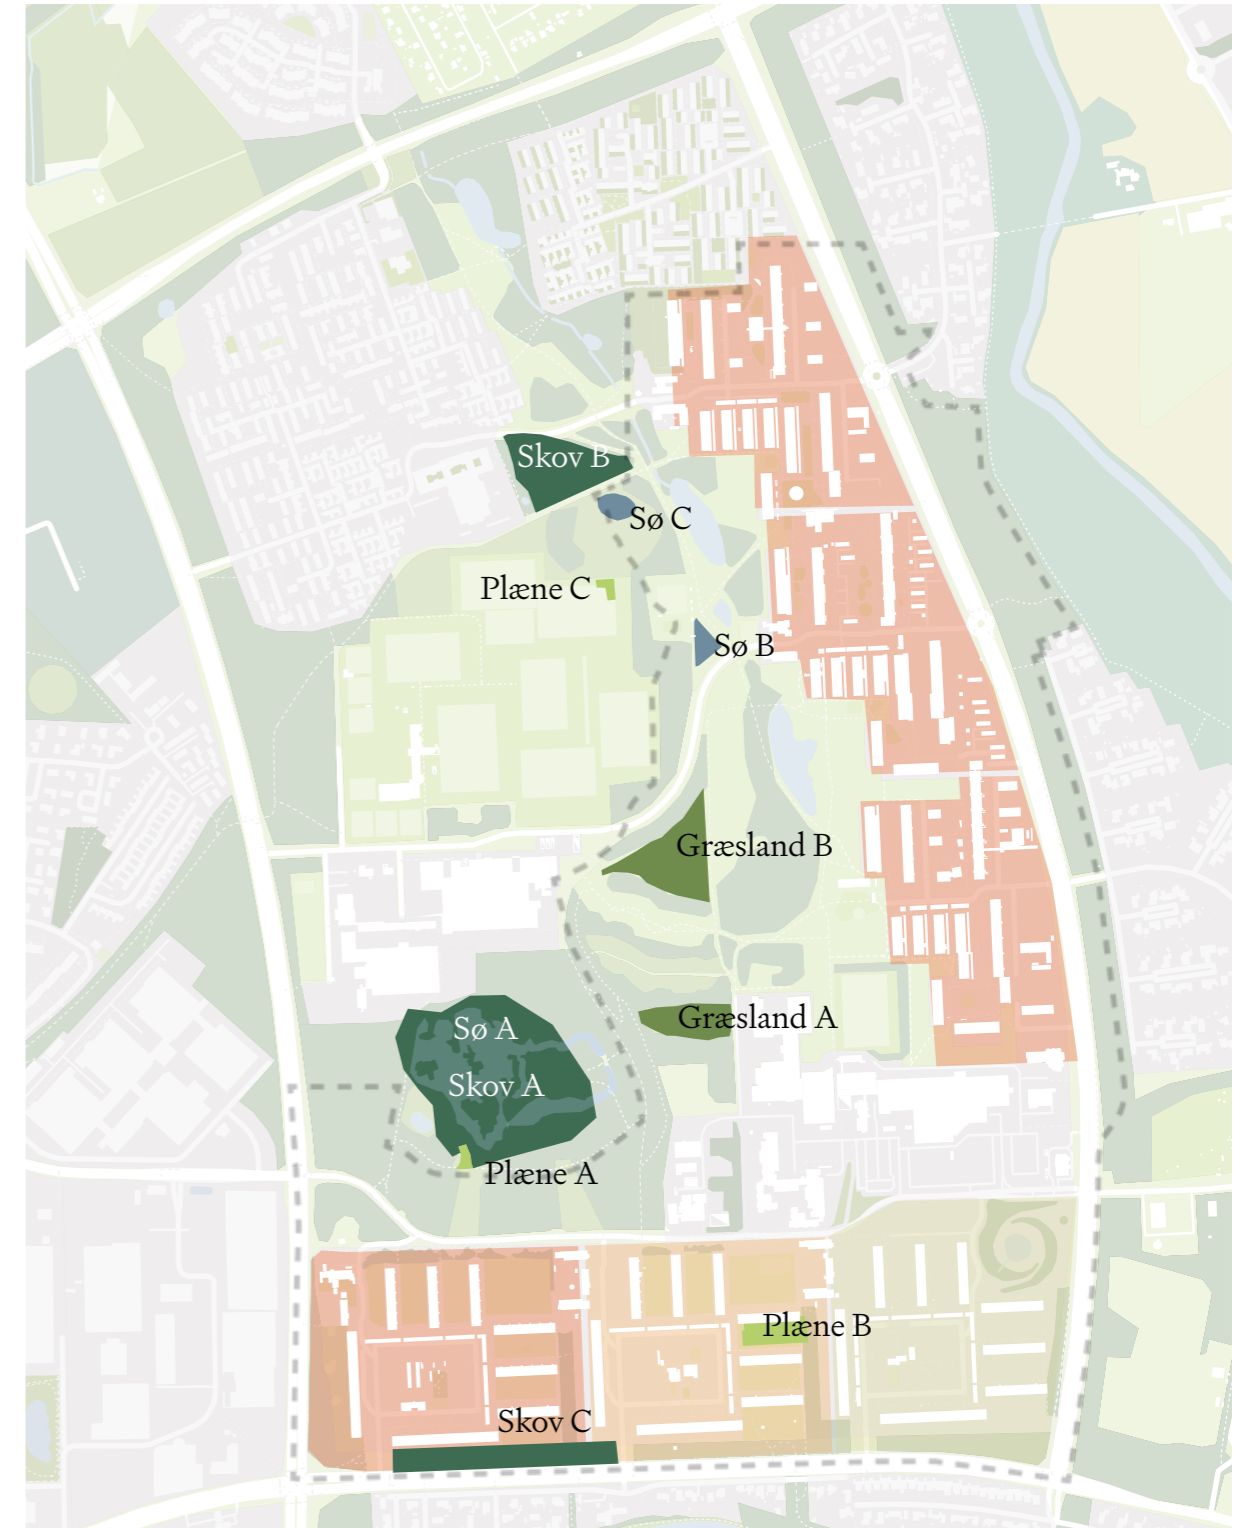 Skov B
Sø C
Plæne C
Sø B
Græsland B
Græsland A
Sø A
Skov A
Plæne A
Plæne B
Skov C